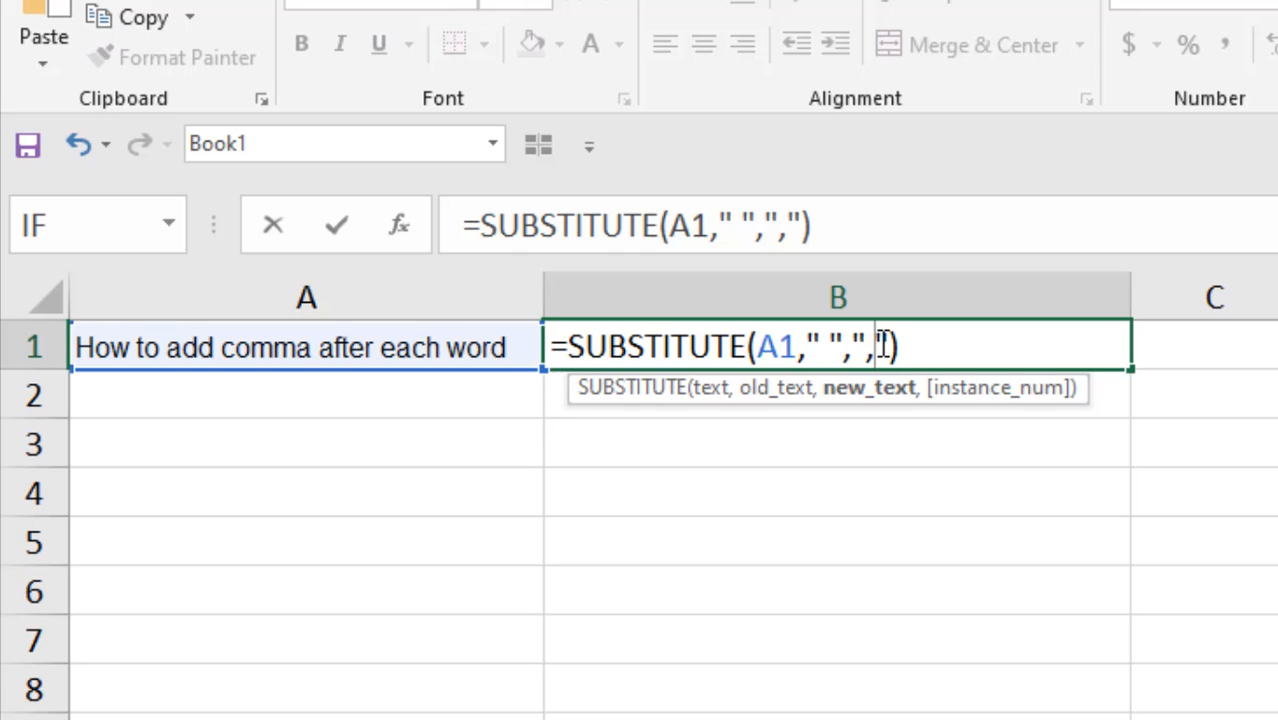 Copy
Paste
Format Painter
B I U A
Merge & Center
$ % ,
Clipboard Font Alignment Number
Book1
IF fx =SUBSTITUTE(A1," ",",")
A B C
1 How to add comma after each word =SUBSTITUTE(A1," ",",")
2 SUBSTITUTE(text, old_text, new_text, [instance_num])
3
4
5
6
7
8